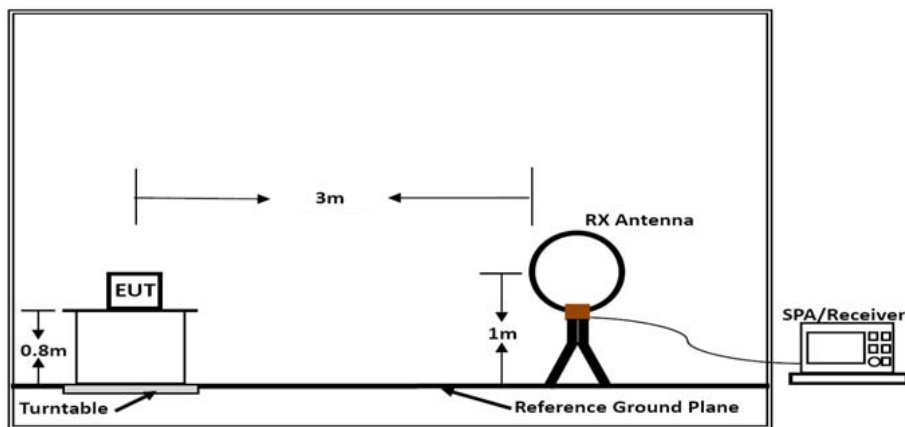 3m
RX Antenna
EUT
SPA/Receiver
0.8m
1m
Turntable
Reference Ground Plane